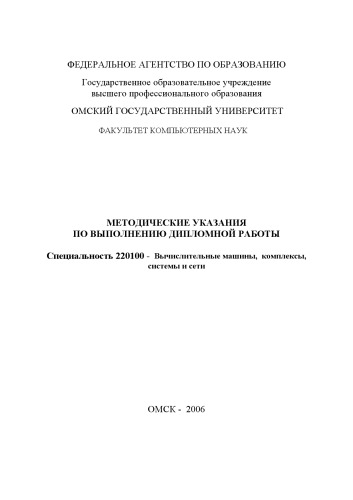 ФЕДЕРАЛЬНОЕ АГЕНТСТВО ПО ОБРАЗОВАНИЮ
Государственное образовательное учреждение
высшего профессионального образования
ОМСКИЙ ГОСУДАРСТВЕННЫЙ УНИВЕРСИТЕТ
ФАКУЛЬТЕТ КОМПЬЮТЕРНЫХ НАУК
МЕТОДИЧЕСКИЕ УКАЗАНИЯ
ПО ВЫПОЛНЕНИЮ ДИПЛОМНОЙ РАБОТЫ
Специальность 220100 - Вычислительные машины, комплексы,
системы и сети
ОМСК - 2006